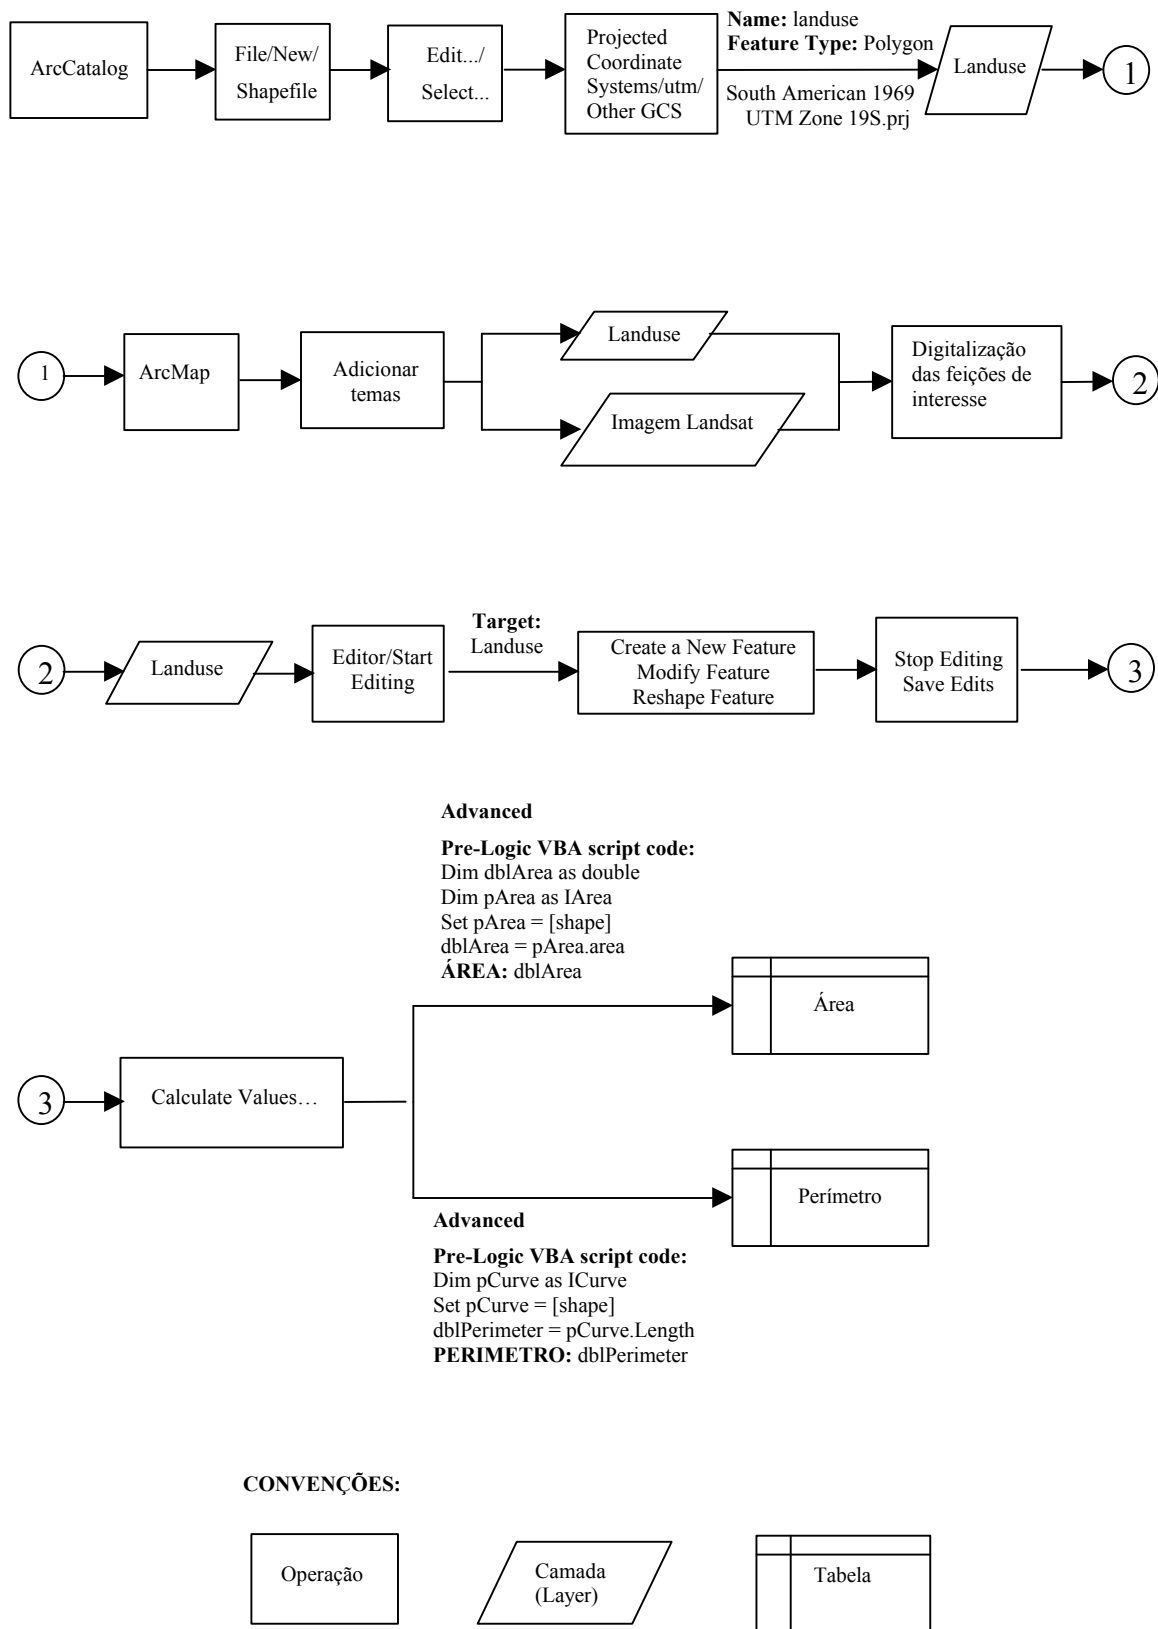 ArcCatalog
File/New/
Shapefile
Edit.../
Select...
Projected
Coordinate
Systems/utm/
Other GCS
Name: landuse
Feature Type: Polygon
South American 1969
UTM Zone 19S.prj
Landuse
1
1
ArcMap
Adicionar
temas
Landuse
Imagem Landsat
Digitalização
das feições de
interesse
2
2
Landuse
Editor/Start
Editing
Target:
Landuse
Create a New Feature
Modify Feature
Reshape Feature
Stop Editing
Save Edits
3
Advanced
Pre-Logic VBA script code:
Dim dblArea as double
Dim pArea as IArea
Set pArea = [shape]
dblArea = pArea.area
ÁREA: dblArea
Área
3
Calculate Values…
Perímetro
Advanced
Pre-Logic VBA script code:
Dim pCurve as ICurve
Set pCurve = [shape]
dblPerimeter = pCurve.Length
PERIMETRO: dblPerimeter
CONVENÇÕES:
Operação
Camada
(Layer)
Tabela